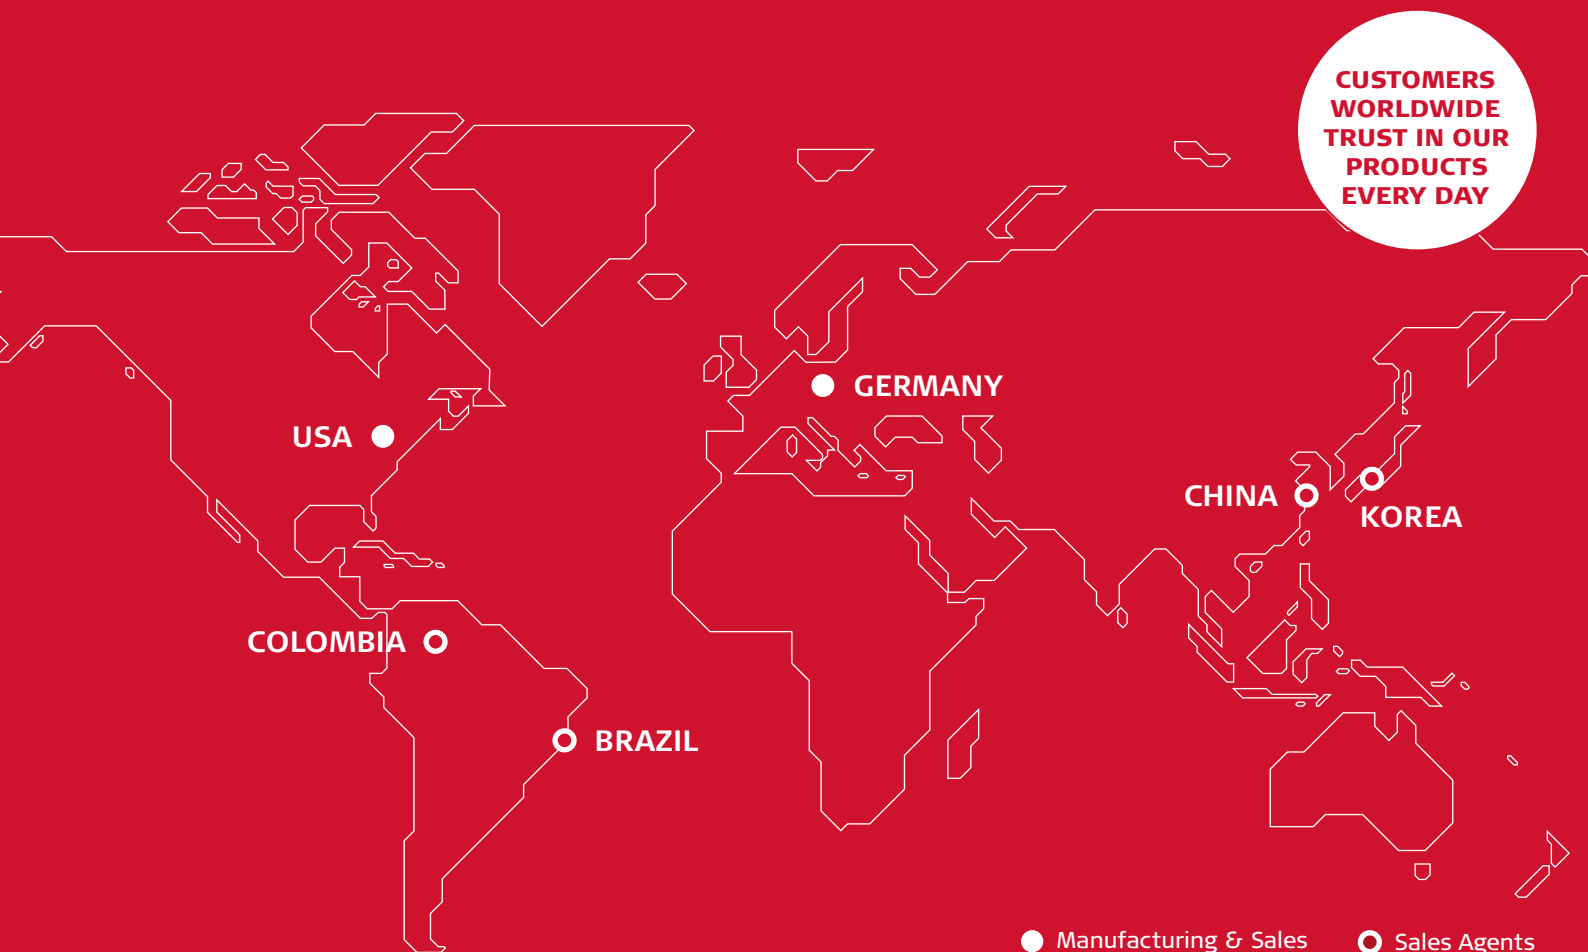 CUSTOMERS
WORLDWIDE
TRUST IN OUR
PRODUCTS
EVERY DAY
GERMANY
USA
CHINA
KOREA
COLOMBIA
BRAZIL
Manufacturing & Sales
Sales Agents